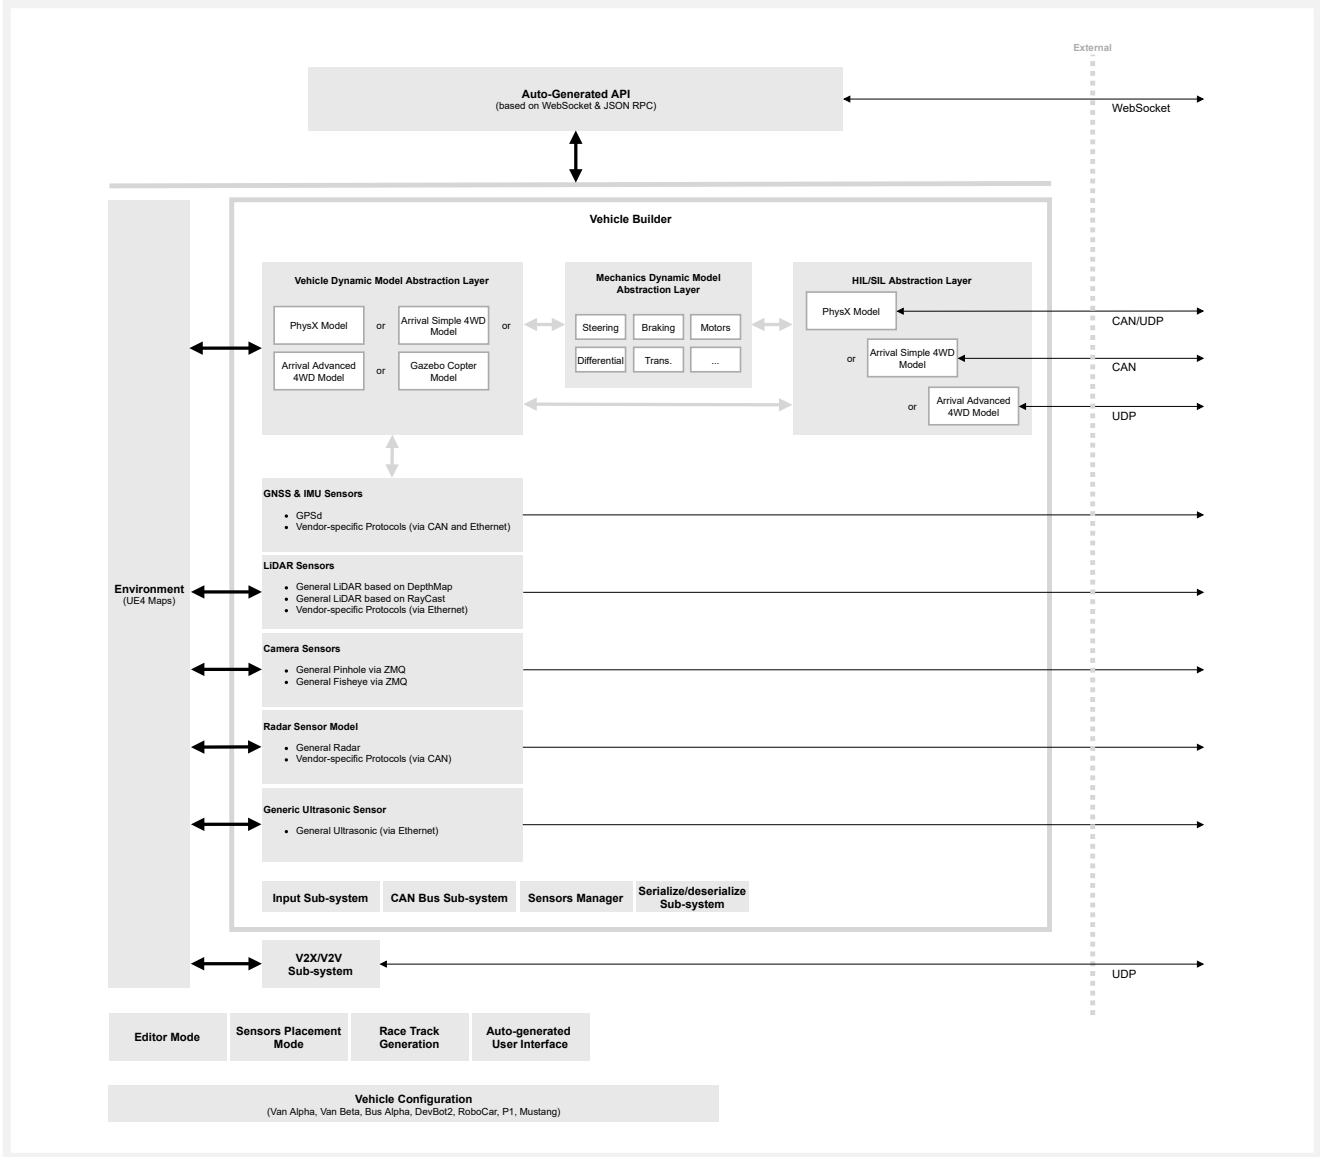 External
Auto-Generated API
(based on WebSocket & JSON RPC)
WebSocket
Vehicle Builder
Vehicle Dynamic Model Abstraction Layer
PhysX Model
or
Arrival Simple 4WD
Model
or
Arrival Advanced
4WD Model
or
Gazebo Copter
Model
Mechanics Dynamic Model
Abstraction Layer
Steering
Braking
Motors
Differential
Trans.
...
HIL/SIL Abstraction Layer
PhysX Model
CAN/UDP
or
Arrival Simple 4WD
Model
CAN
or
Arrival Advanced
4WD Model
UDP
GNSS & IMU Sensors
• GPSd
• Vendor-specific Protocols (via CAN and Ethernet)
Environment
(UE4 Maps)
LiDAR Sensors
• General LiDAR based on DepthMap
• General LiDAR based on RayCast
• Vendor-specific Protocols (via Ethernet)
Camera Sensors
• General Pinhole via ZMQ
• General Fisheye via ZMQ
Radar Sensor Model
• General Radar
• Vendor-specific Protocols (via CAN)
Generic Ultrasonic Sensor
• General Ultrasonic (via Ethernet)
Input Sub-system
CAN Bus Sub-system
Sensors Manager
Serialize/deserialize
Sub-system
V2X/V2V
Sub-system
UDP
Editor Mode
Sensors Placement
Mode
Race Track
Generation
Auto-generated
User Interface
Vehicle Configuration
(Van Alpha, Van Beta, Bus Alpha, DevBot2, RoboCar, P1, Mustang)